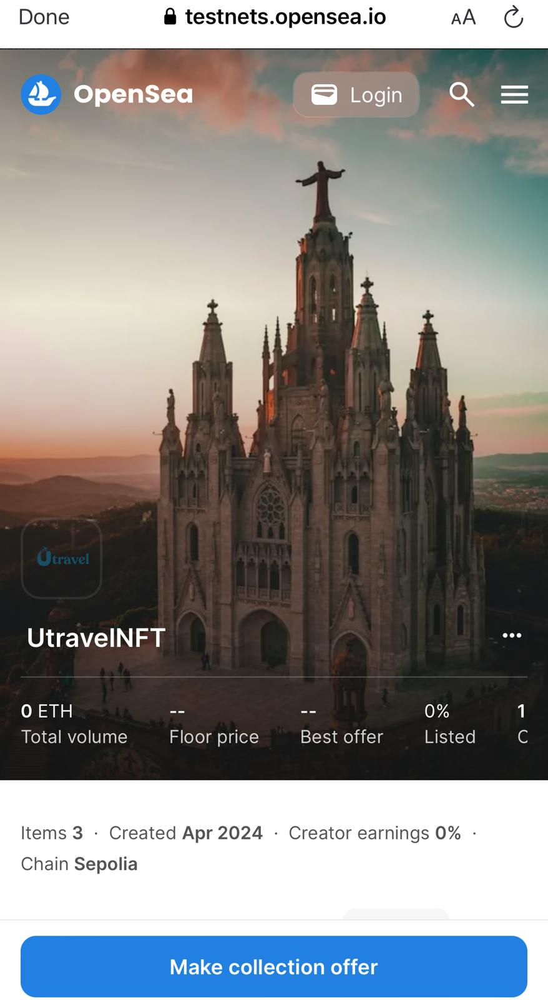 Done testnets.opensea.io AA
OpenSea Login
Utravel
UtravelNFT
0 ETH -- -- 0% 1
Total volume Floor price Best offer Listed
Items 3 · Created Apr 2024 · Creator earnings 0% ·
Chain Sepolia
Make collection offer